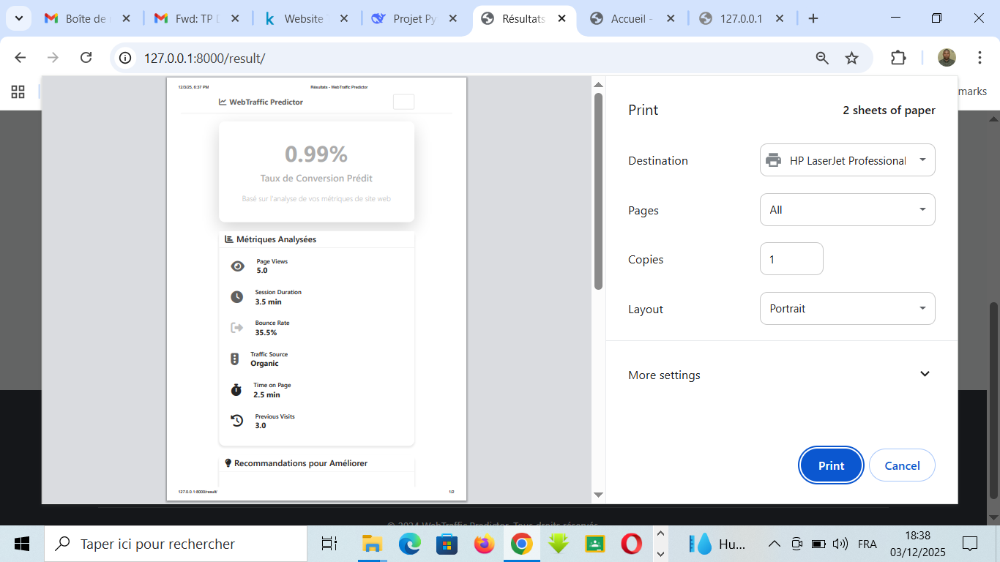 Boîte de
Fwd: TP D
Website T
Projet Py
Résultats
Accueil -
127.0.0.1
127.0.0.1:8000/result/
marks
12/3/25, 6:37 PM
Résultats - WebTraffic Predictor
WebTraffic Predictor
0.99%
Taux de Conversion Prédit
Basé sur l'analyse de vos métriques de site web
Métriques Analysées
Page Views
5.0
Session Duration
3.5 min
Bounce Rate
35.5%
Traffic Source
Organic
Time on Page
2.5 min
Previous Visits
3.0
Recommandations pour Améliorer
127.0.0.1:8000/result/
1/2
Print
2 sheets of paper
Destination
HP LaserJet Professional
Pages
All
Copies
1
Layout
Portrait
More settings
Print
Cancel
© 2024 WebTraffic Predictor. Tous droits réservés.
Taper ici pour rechercher
Hu...
FRA
18:38
03/12/2025